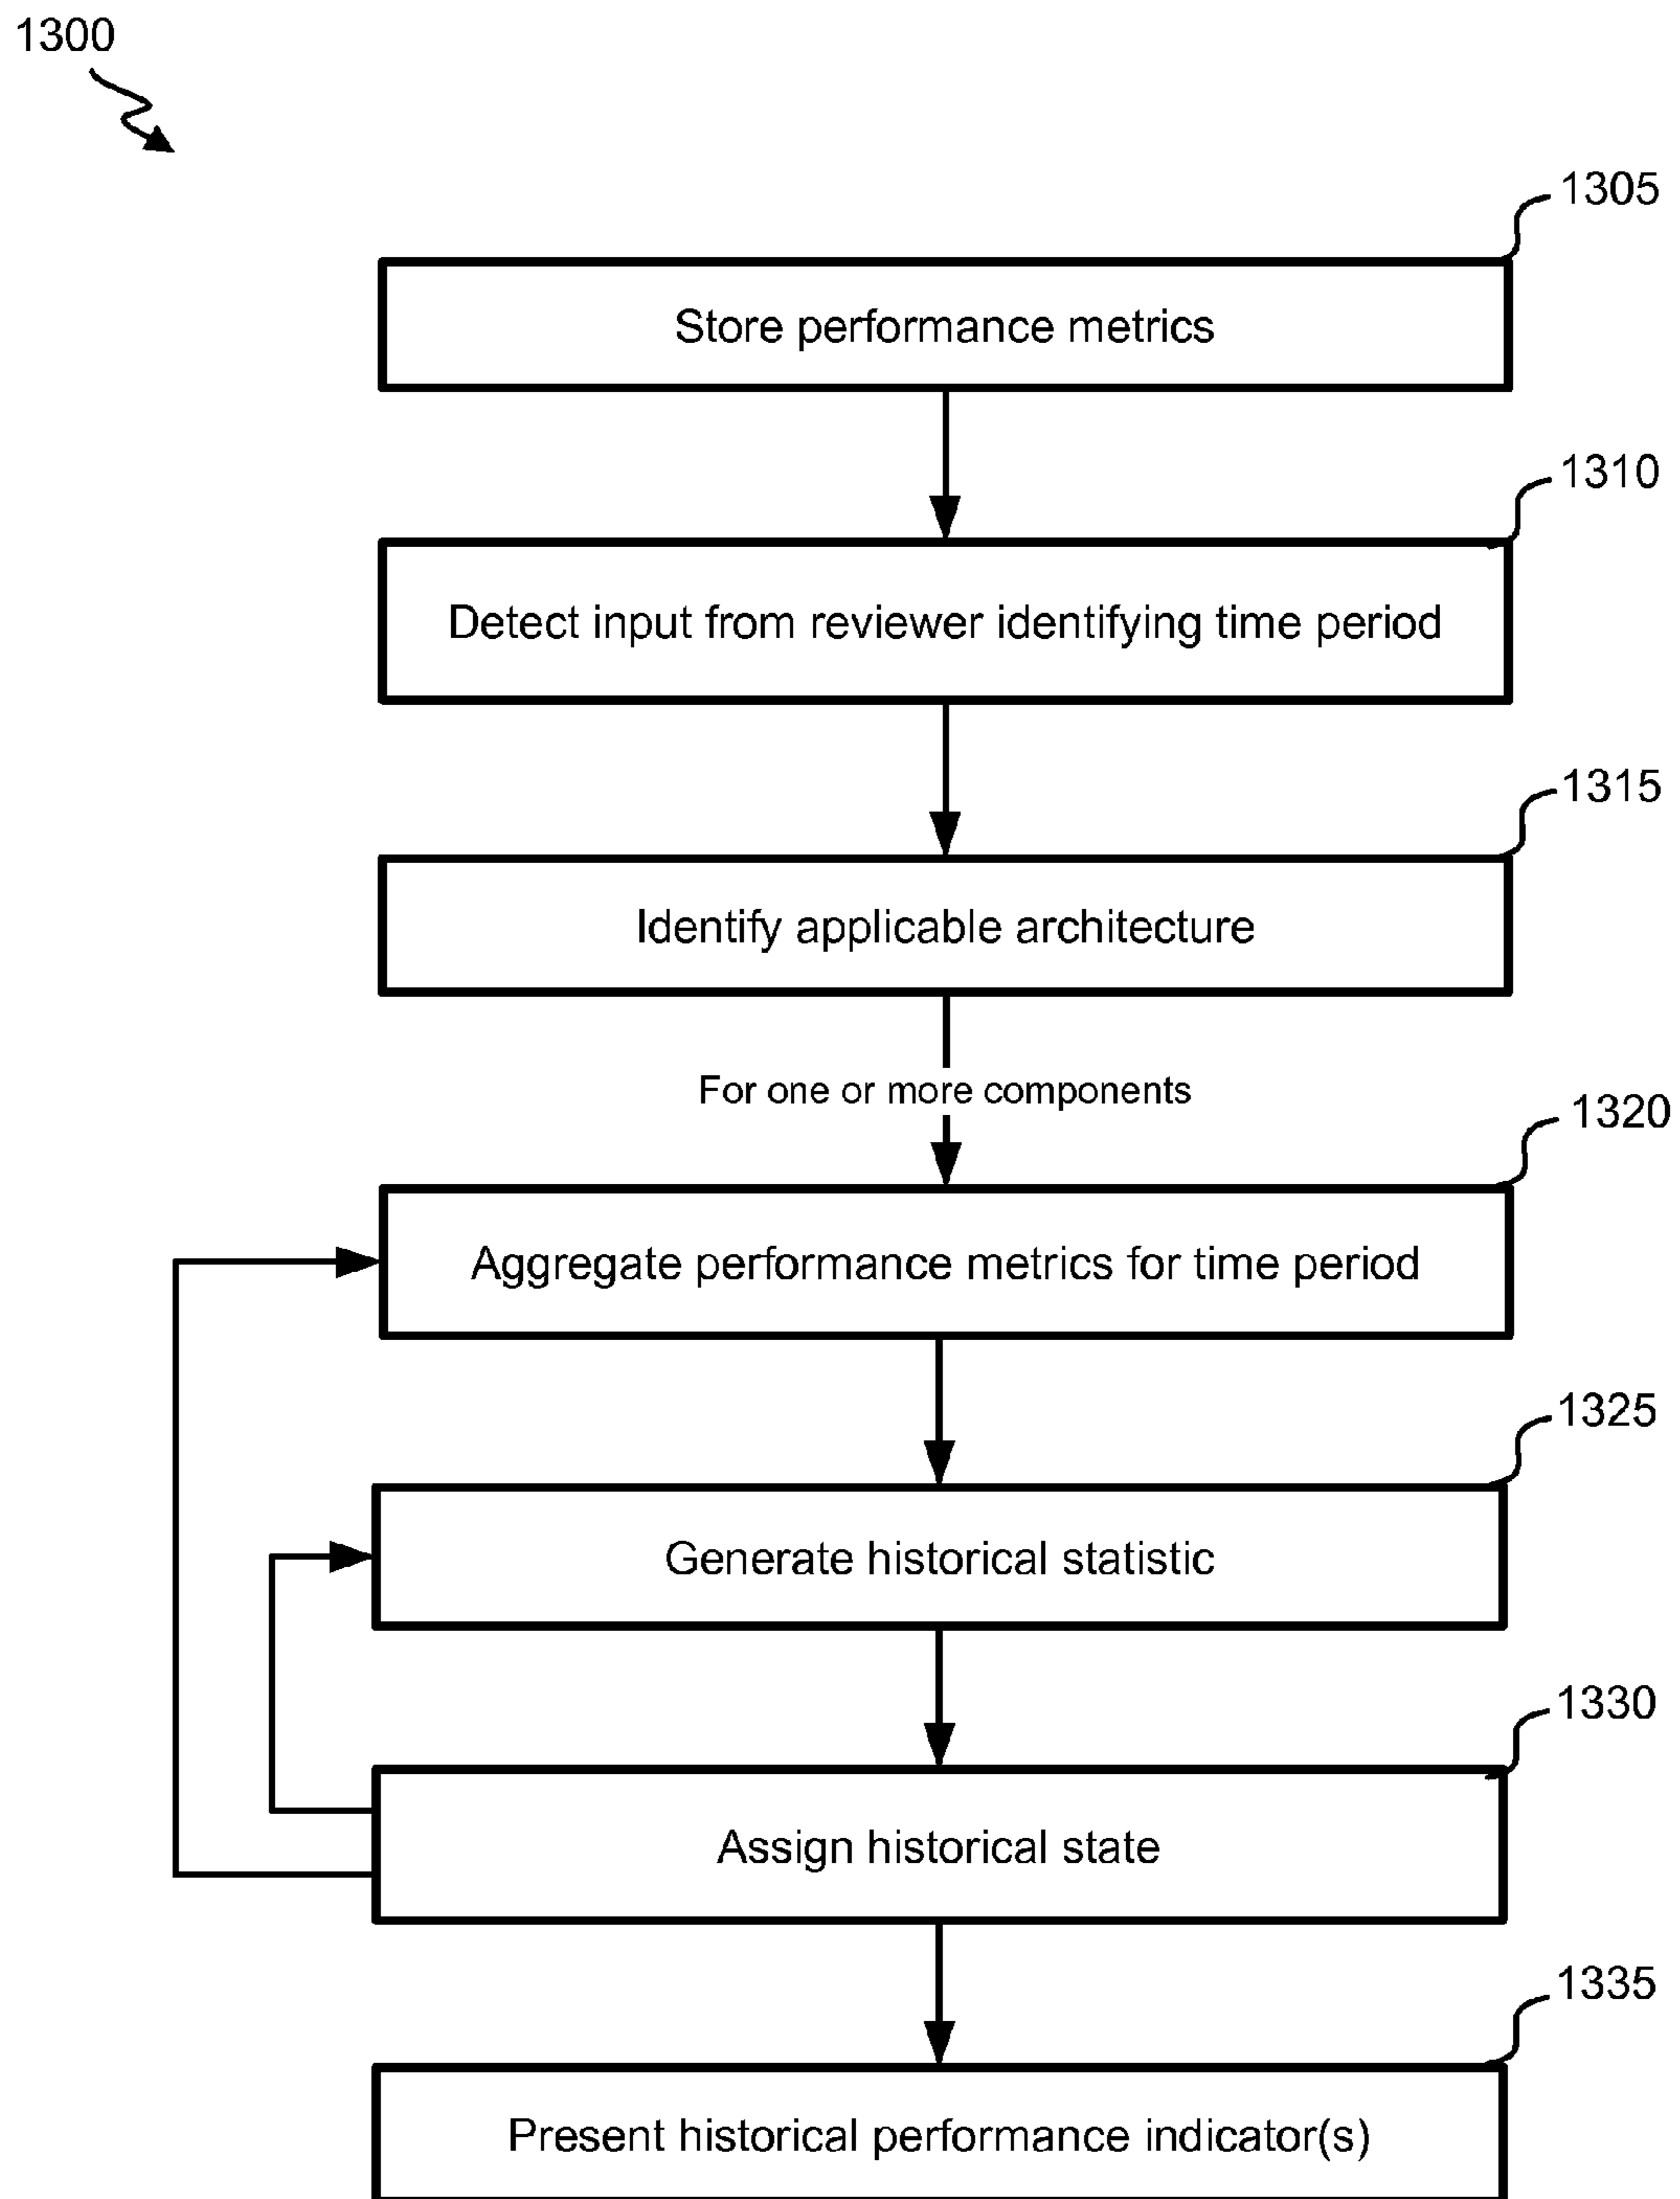 1300
1305
Store performance metrics
1310
Detect input from reviewer identifying time period
1315
Identify applicable architecture
For one or more components
1320
Aggregate performance metrics for time period
1325
Generate historical statistic
1330
Assign historical state
1335
Present historical performance indicator(s)